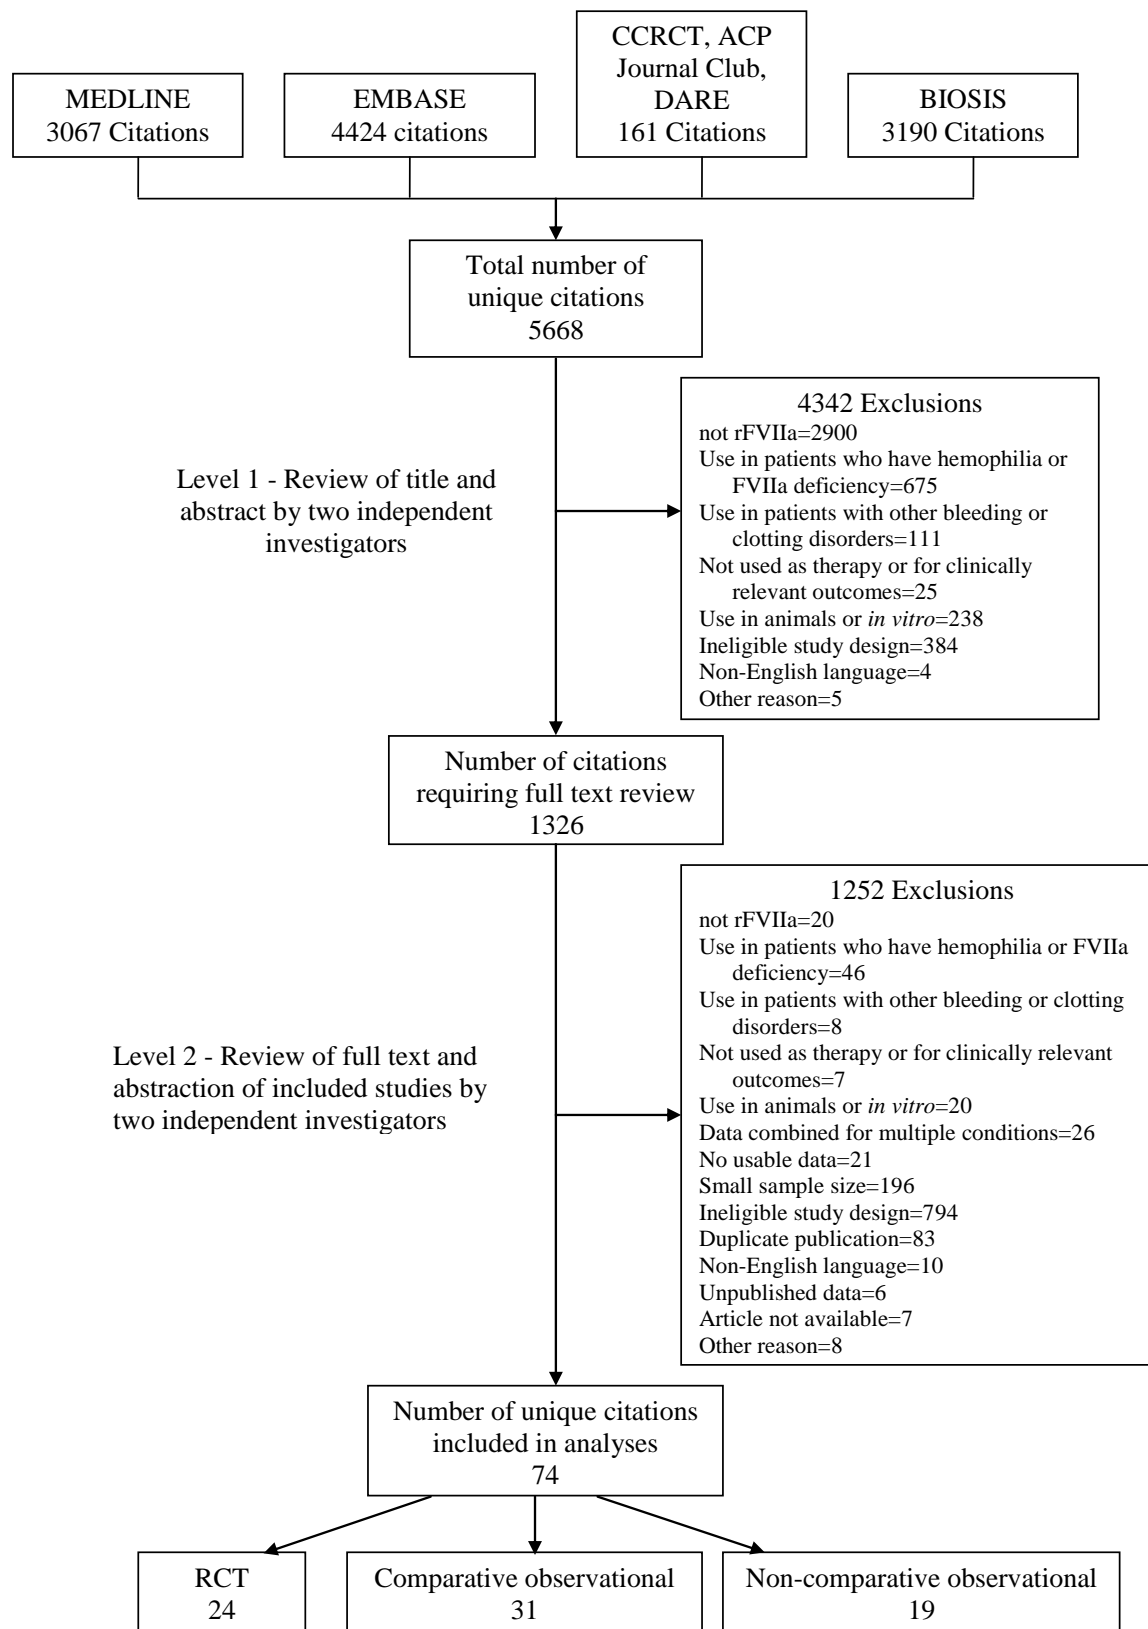 MEDLINE
3067 Citations
EMBASE
4424 citations
CCRCT, ACP
Journal Club,
DARE
161 Citations
BIOSIS
3190 Citations
Total number of
unique citations
5668
4342 Exclusions
not rFVIIa=2900
Use in patients who have hemophilia or
FVIIa deficiency=675
Use in patients with other bleeding or
clotting disorders=111
Not used as therapy or for clinically
relevant outcomes=25
Use in animals or in vitro=238
Ineligible study design=384
Non-English language=4
Other reason=5
Level 1 - Review of title and
abstract by two independent
investigators
Number of citations
requiring full text review
1326
1252 Exclusions
not rFVIIa=20
Use in patients who have hemophilia or FVIIa
deficiency=46
Use in patients with other bleeding or clotting
disorders=8
Not used as therapy or for clinically relevant
outcomes=7
Use in animals or in vitro=20
Data combined for multiple conditions=26
No usable data=21
Small sample size=196
Ineligible study design=794
Duplicate publication=83
Non-English language=10
Unpublished data=6
Article not available=7
Other reason=8
Level 2 - Review of full text and
abstraction of included studies by
two independent investigators
Number of unique citations
included in analyses
74
RCT
24
Comparative observational
31
Non-comparative observational
19